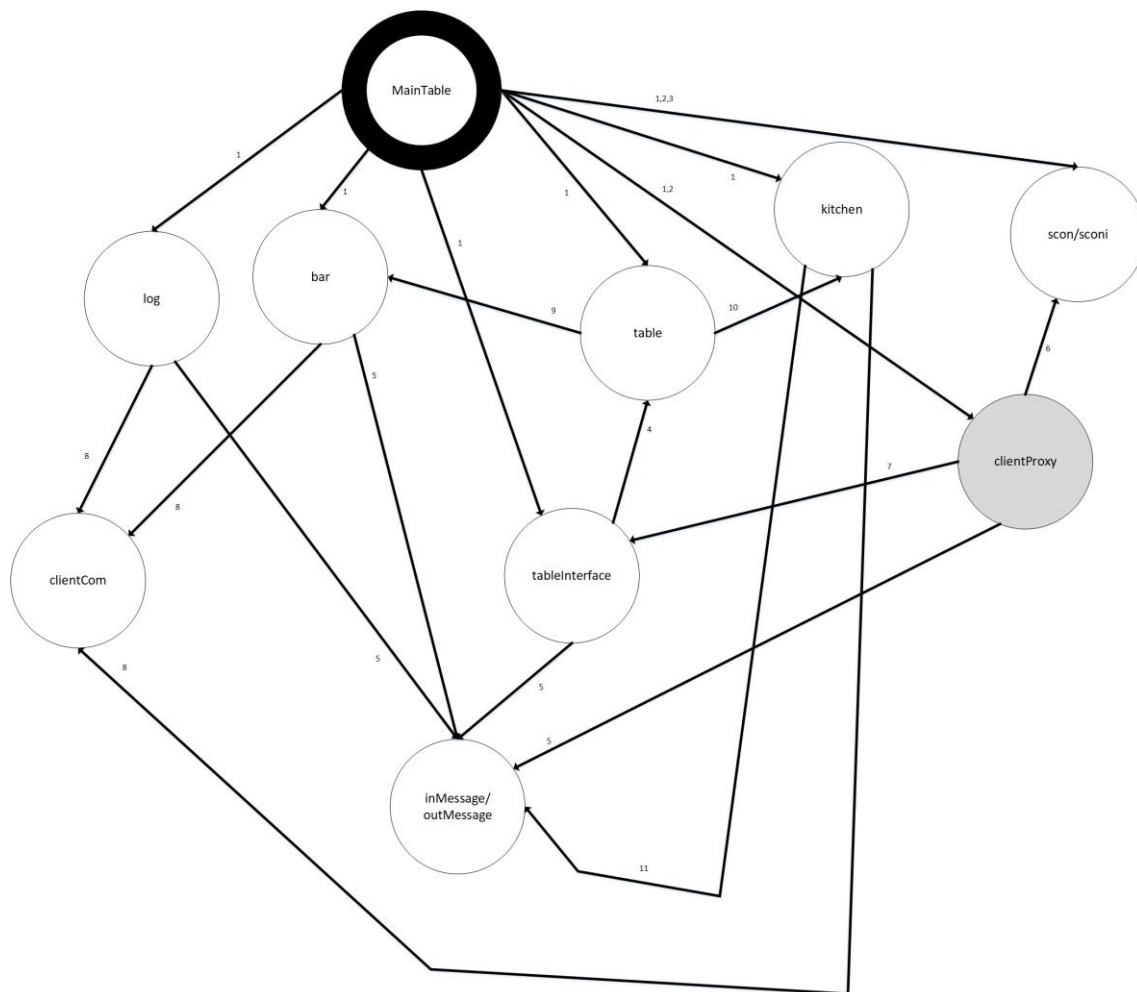 MainTable
1,2,3
1
1
1
1
1,2
kitchen
1
scon/sconi
bar
log
9
table
10
6
5
4
clientProxy
7
8
8
clientCom
tableInterface
8
5
5
5
inMessage/
outMessage
11